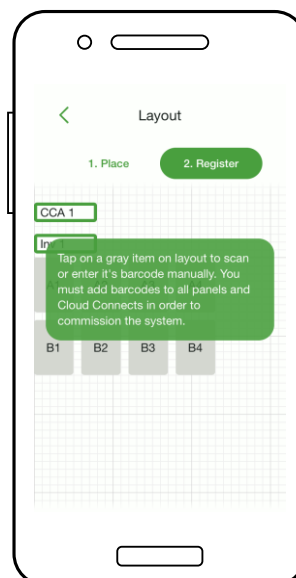 Layout
1. Place
2. Register
CCA 1
Tap on a gray item on layout to scan
or enter it's barcode manually. You
must add barcodes to all panels and
Cloud Connects in order to
commission the system.
B1
B2
B3
B4